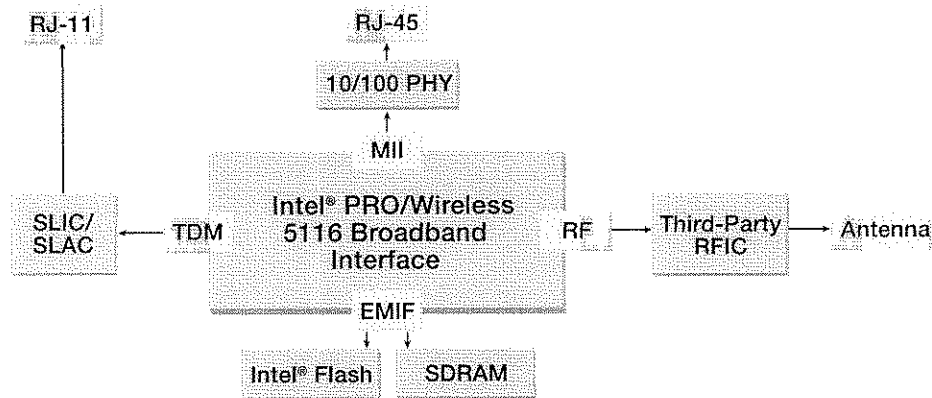 RJ-11
RJ-45
10/100 PHY
MII
SLIC/
SLAC
TDM
Intel® PRO/Wireless
5116 Broadband
Interface
RF
Third-Party
RFIC
Antenna
EMIF
Intel® Flash
SDRAM